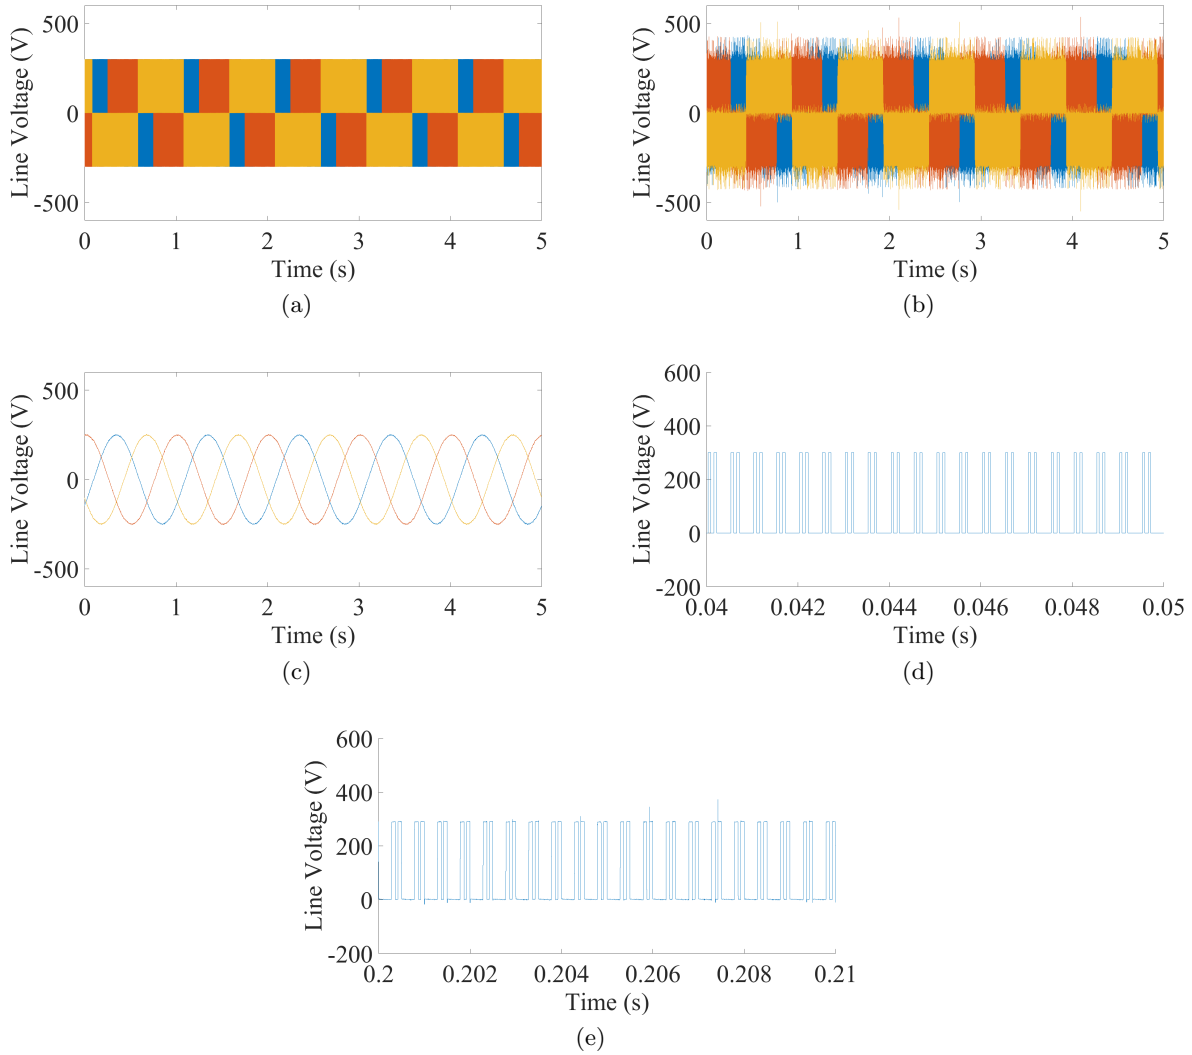 Line Voltage (V)
500
0
-500
0 1 2 3 4 5
Time (s)
(a)
Line Voltage (V)
500
0
-500
0 1 2 3 4 5
Time (s)
(b)
Line Voltage (V)
500
0
-500
0 1 2 3 4 5
Time (s)
(c)
Line Voltage (V)
600
400
200
0
-200
0.04 0.042 0.044 0.046 0.048 0.05
Time (s)
(d)
Line Voltage (V)
600
400
200
0
-200
0.2 0.202 0.204 0.206 0.208 0.21
Time (s)
(e)